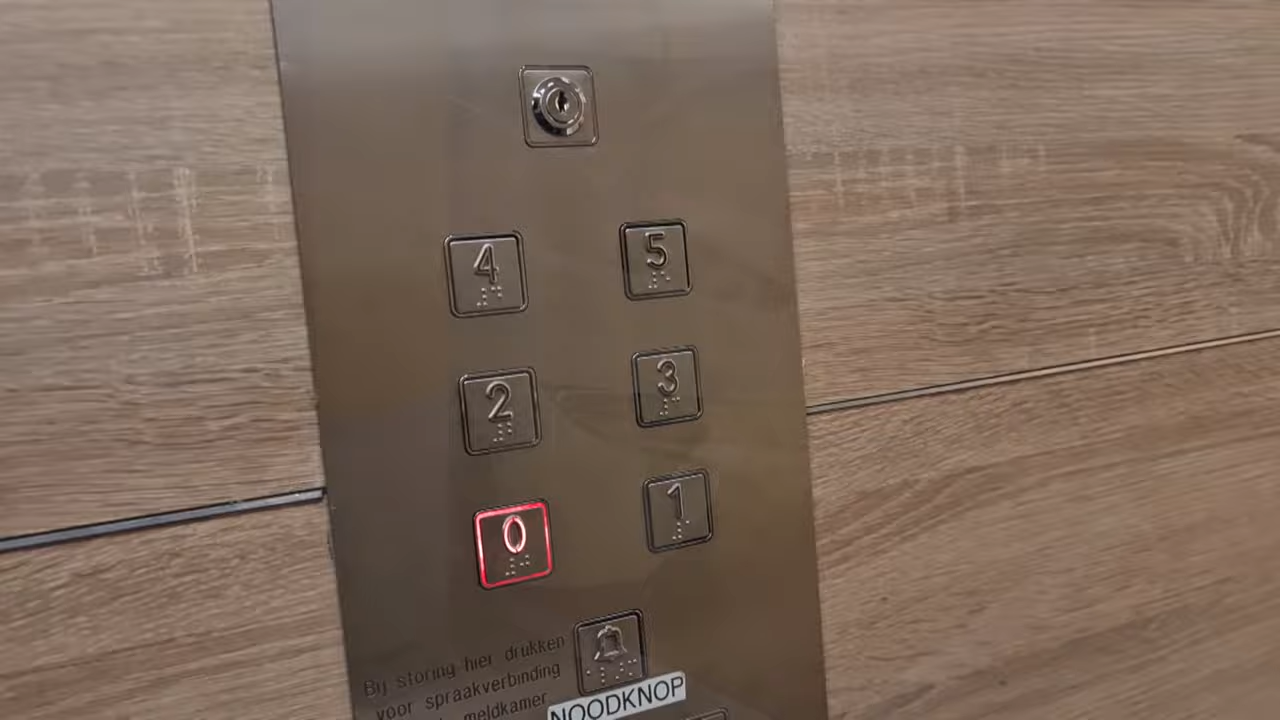 4 5
2 3
0 1
Bij storing hier drukken
voor spraakverbinding
meldkamer
NOODKNOP